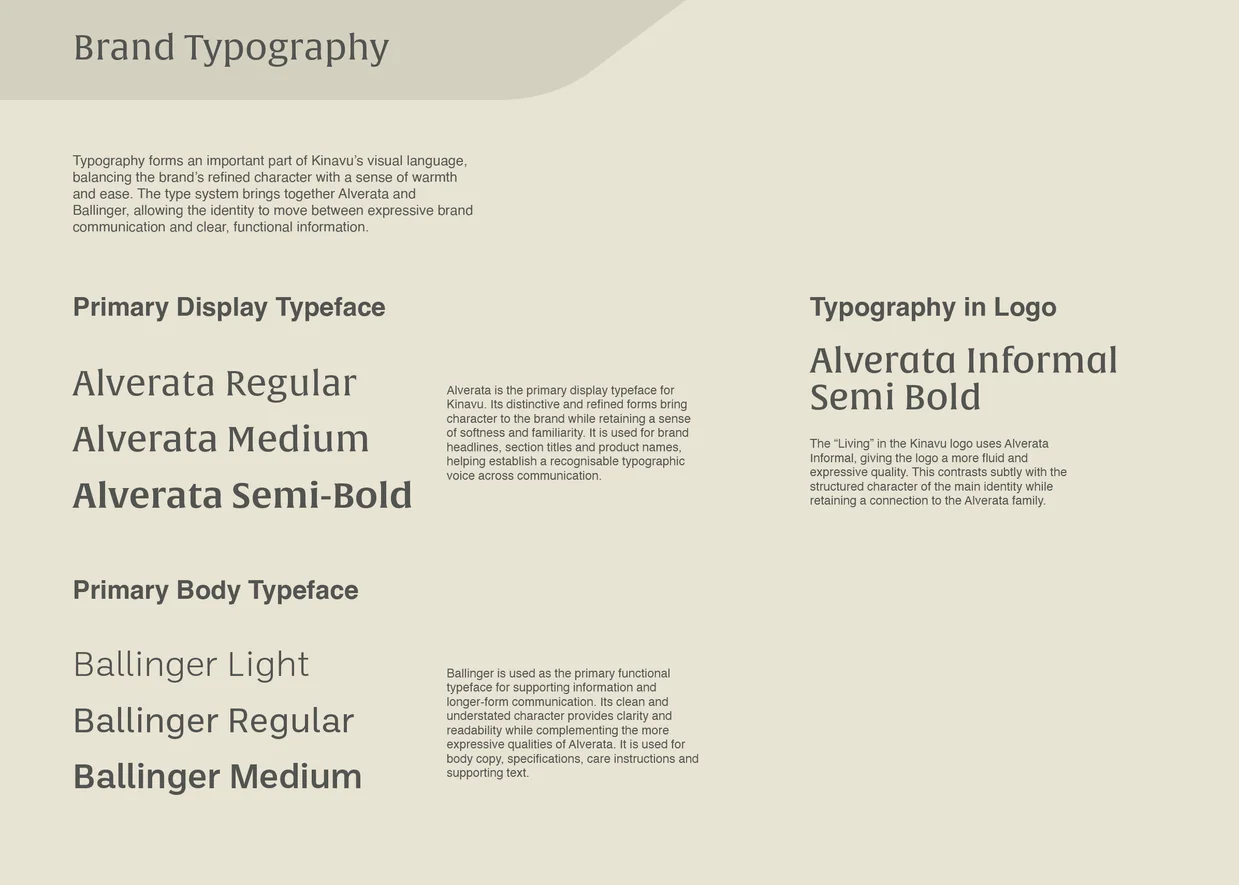 Brand Typography
Typography forms an important part of Kinavu’s visual language,
balancing the brand’s refined character with a sense of warmth
and ease. The type system brings together Alverata and
Ballinger, allowing the identity to move between expressive brand
communication and clear, functional information.
Primary Display Typeface
Alverata Regular
Alverata Medium
Alverata Semi-Bold
Alverata is the primary display typeface for
Kinavu. Its distinctive and refined forms bring
character to the brand while retaining a sense
of softness and familiarity. It is used for brand
headlines, section titles and product names,
helping establish a recognisable typographic
voice across communication.
Typography in Logo
Alverata Informal
Semi Bold
The “Living” in the Kinavu logo uses Alverata
Informal, giving the logo a more fluid and
expressive quality. This contrasts subtly with the
structured character of the main identity while
retaining a connection to the Alverata family.
Primary Body Typeface
Ballinger Light
Ballinger Regular
Ballinger Medium
Ballinger is used as the primary functional
typeface for supporting information and
longer-form communication. Its clean and
understated character provides clarity and
readability while complementing the more
expressive qualities of Alverata. It is used for
body copy, specifications, care instructions and
supporting text.